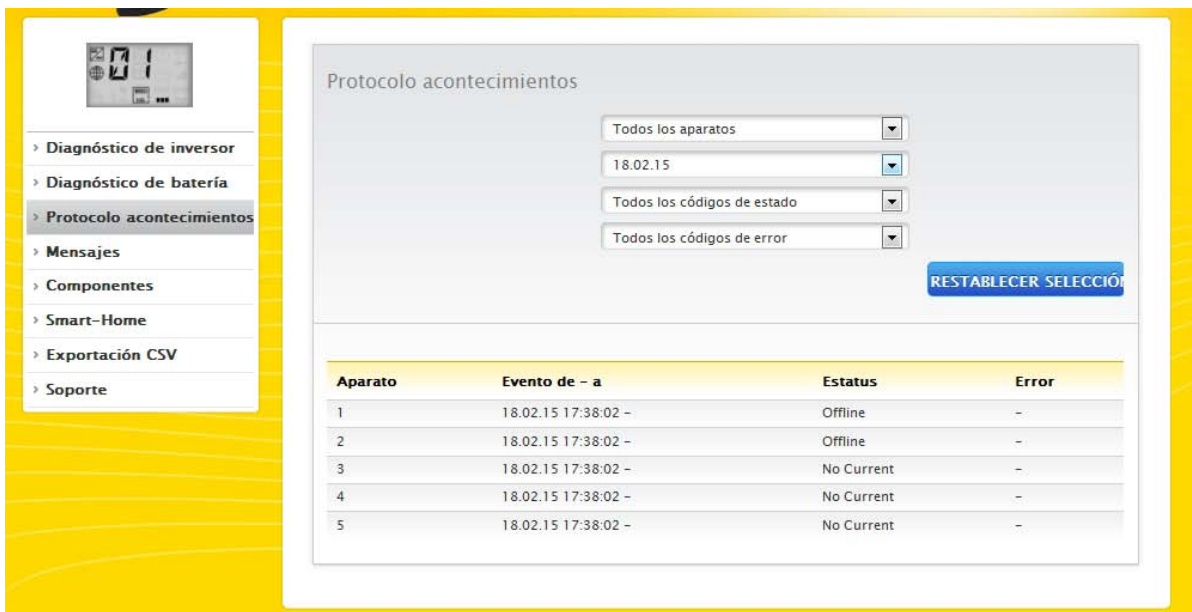 01
Diagnóstico de inversor
Diagnóstico de batería
Protocolo acontecimientos
Mensajes
Componentes
Smart-Home
Exportación CSV
Soporte
Protocolo acontecimientos
Todos los aparatos
18.02.15
Todos los códigos de estado
Todos los códigos de error
RESTABLECER SELECCIÓN
Aparato Evento de - a Estatus Error
1 18.02.15 17:38:02 - Offline -
2 18.02.15 17:38:02 - Offline -
3 18.02.15 17:38:02 - No Current -
4 18.02.15 17:38:02 - No Current -
5 18.02.15 17:38:02 - No Current -